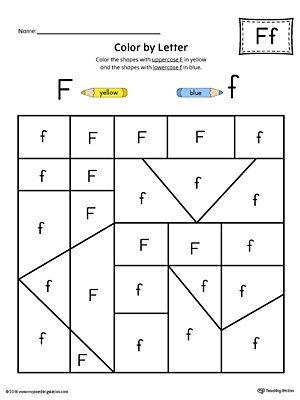 Name:
Ff
Color by Letter
Color the shapes with uppercase F in yellow
and the shapes with lowercase f in blue.
F yellow blue f
f F F F f
f F f f f
f F
F F f
f F f f f
f f f
f F
©2018 www.myteachingstation.com My Teaching Station